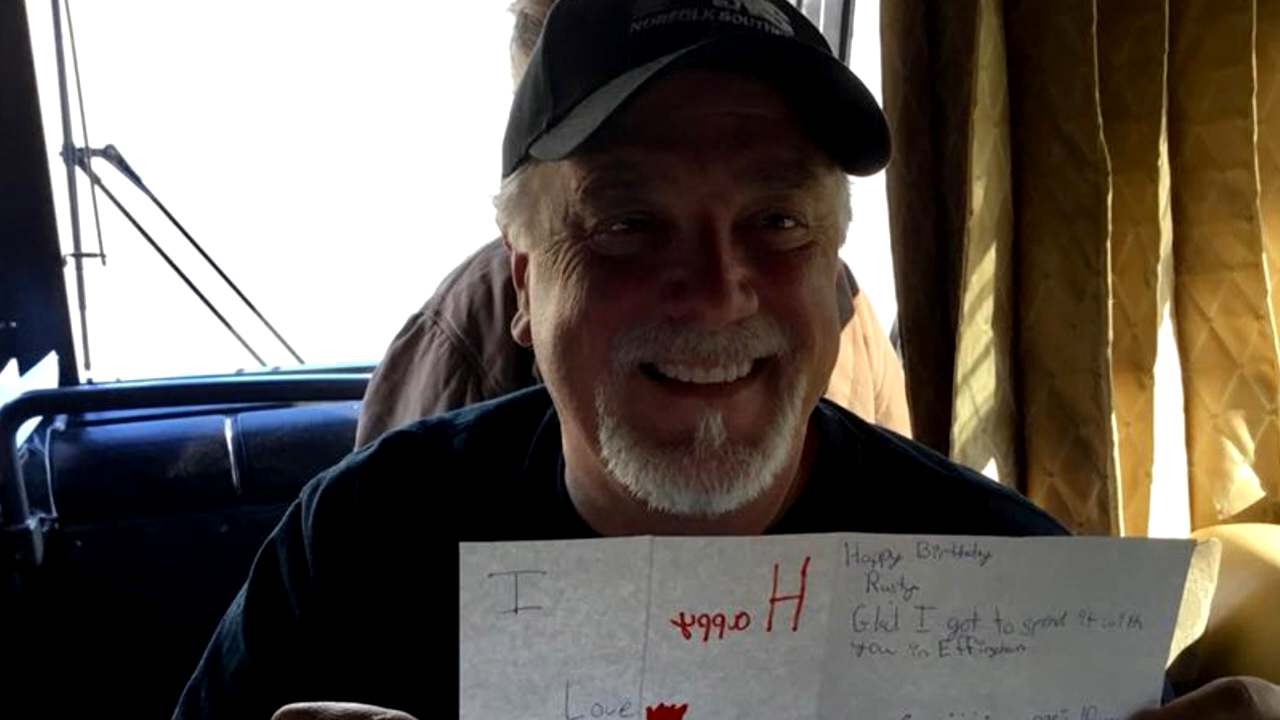 NORFOLK SOUTHERN
I
Happy
Love
Happy Birthday
Rusty
Glad I got to spend it with
you in Effingham